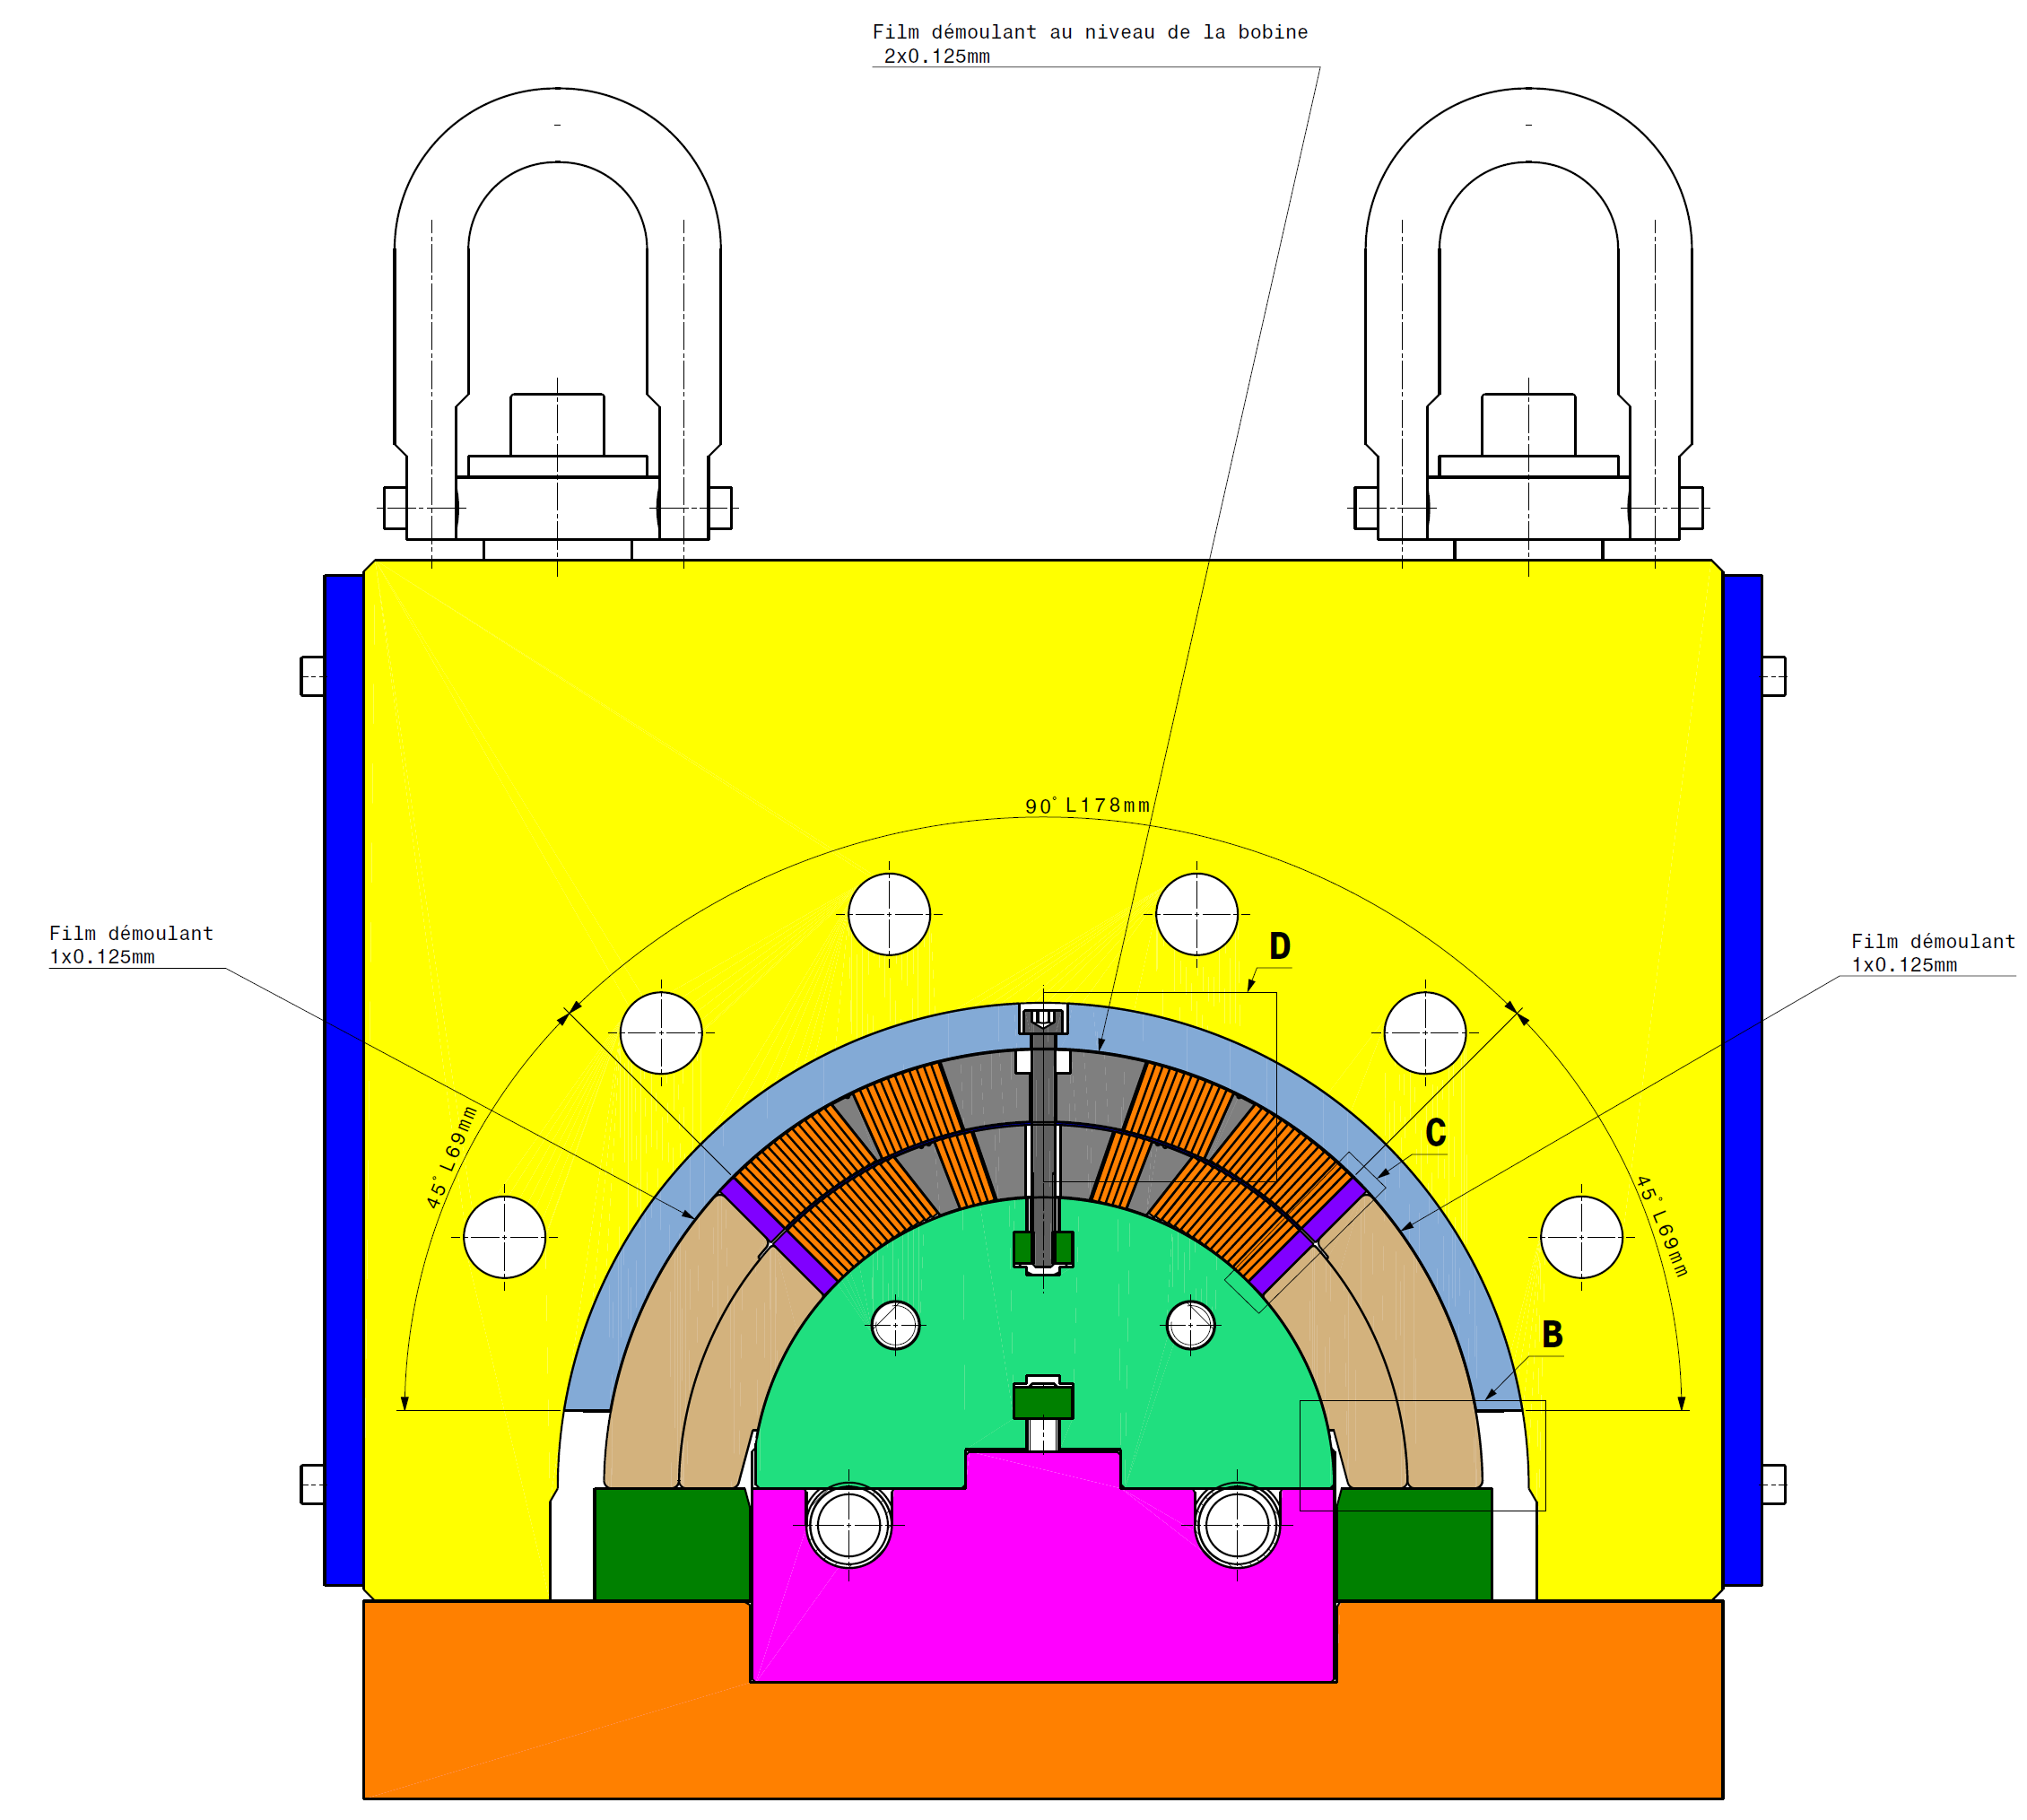 Film démoulant au niveau de la bobine
2x0.125mm
90° L178mm
Film démoulant
1x0.125mm
D
Film démoulant
1x0.125mm
C
45° L69mm
45° L69mm
B